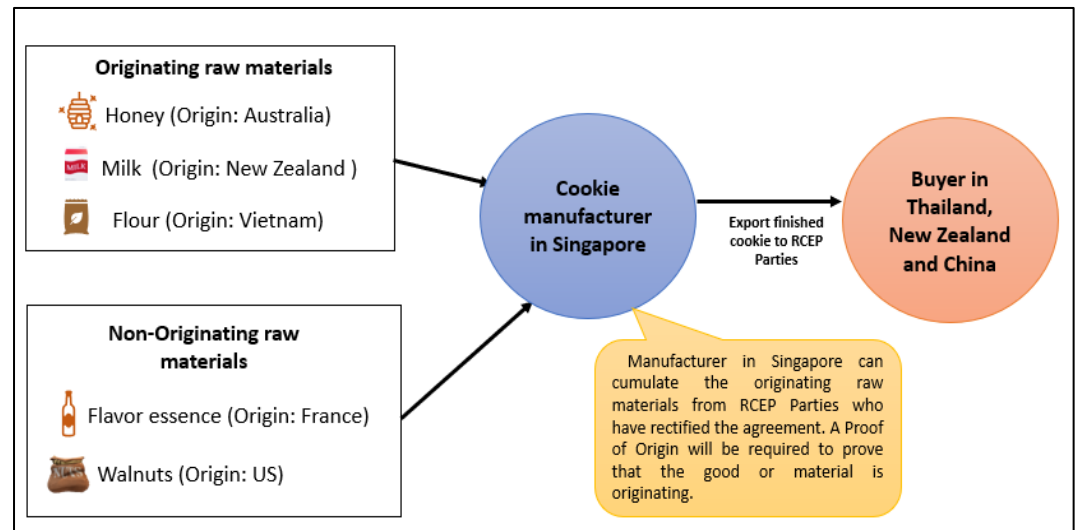 Originating raw materials
Honey (Origin: Australia)
MILK
Milk (Origin: New Zealand )
Flour (Origin: Vietnam)
Non-Originating raw
materials
Flavor essence (Origin: France)
Walnuts (Origin: US)
Cookie
manufacturer
in Singapore
Export finished
cookie to RCEP
Parties
Buyer in
Thailand,
New Zealand
and China
Manufacturer in Singapore can
cumulate the originating raw
materials from RCEP Parties who
have rectified the agreement. A Proof
of Origin will be required to prove
that the good or material is
originating.